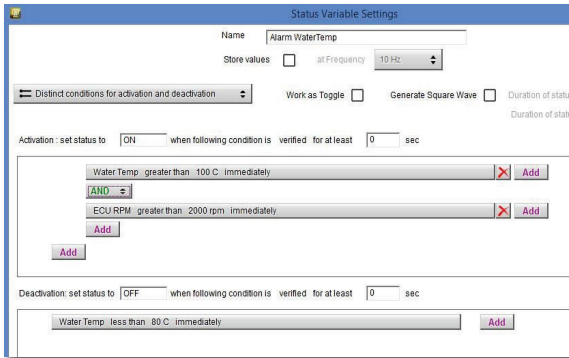 Status Variable Settings
Name Alarm WaterTemp
Store values at Frequency 10 Hz
Distinct conditions for activation and deactivation Work as Toggle Generate Square Wave Duration of statu
Duration of statu
Activation : set status to ON when following condition is verified for at least 0 sec
Water Temp greater than 100 C immediately Add
AND
ECU RPM greater than 2000 rpm immediately Add
Add
Add
Deactivation: set status to OFF when following condition is verified for at least 0 sec
Water Temp less than 80 C immediately Add